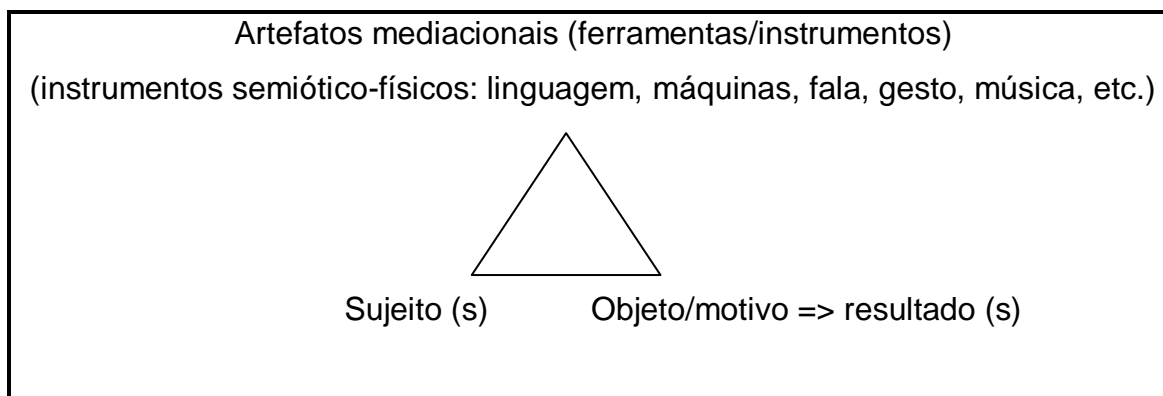 Artefatos mediacionais (ferramentas/instrumentos)
(instrumentos semiótico-físicos: linguagem, máquinas, fala, gesto, música, etc.)
Sujeito (s) Objeto/motivo => resultado (s)